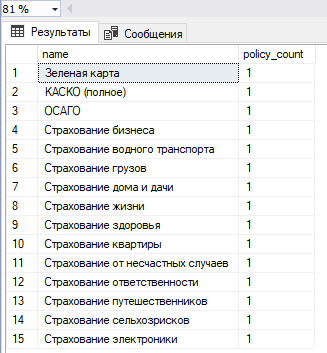 81 %
Результаты Сообщения
name policy_count
1 Зеленая карта 1
2 КАСКО (полное) 1
3 ОСАГО 1
4 Страхование бизнеса 1
5 Страхование водного транспорта 1
6 Страхование грузов 1
7 Страхование дома и дачи 1
8 Страхование жизни 1
9 Страхование здоровья 1
10 Страхование квартиры 1
11 Страхование от несчастных случаев 1
12 Страхование ответственности 1
13 Страхование путешественников 1
14 Страхование сельхозрисков 1
15 Страхование электроники 1